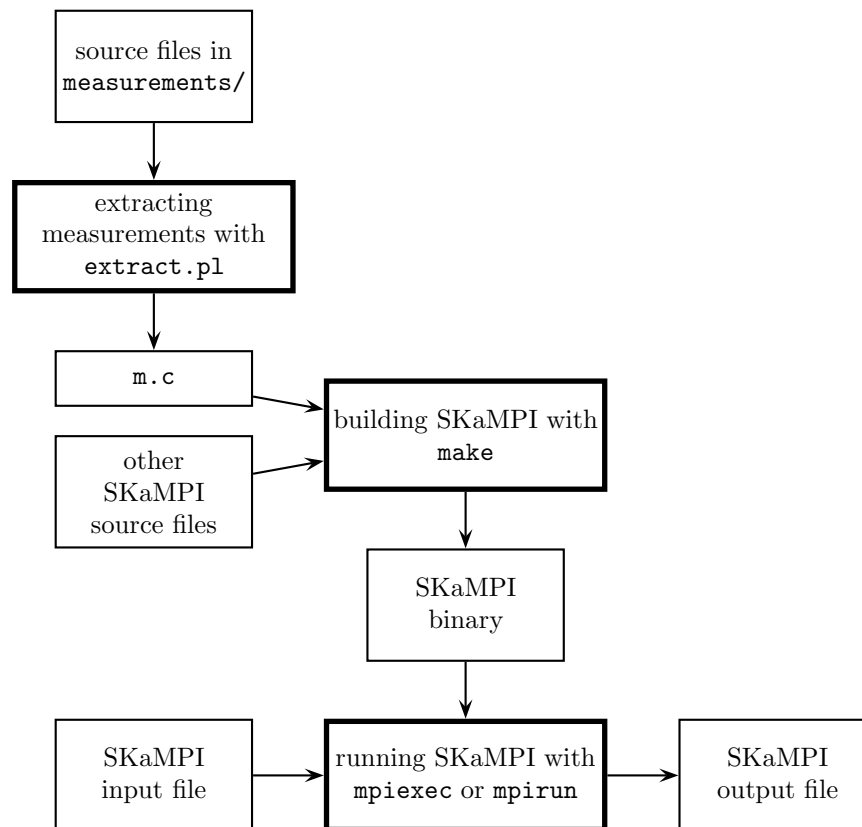 source files in
measurements/
extracting
measurements with
extract.pl
m.c
building SKaMPI with
make
other
SKaMPI
source files
SKaMPI
binary
SKaMPI
input file
running SKaMPI with
mpiexec or mpirun
SKaMPI
output file